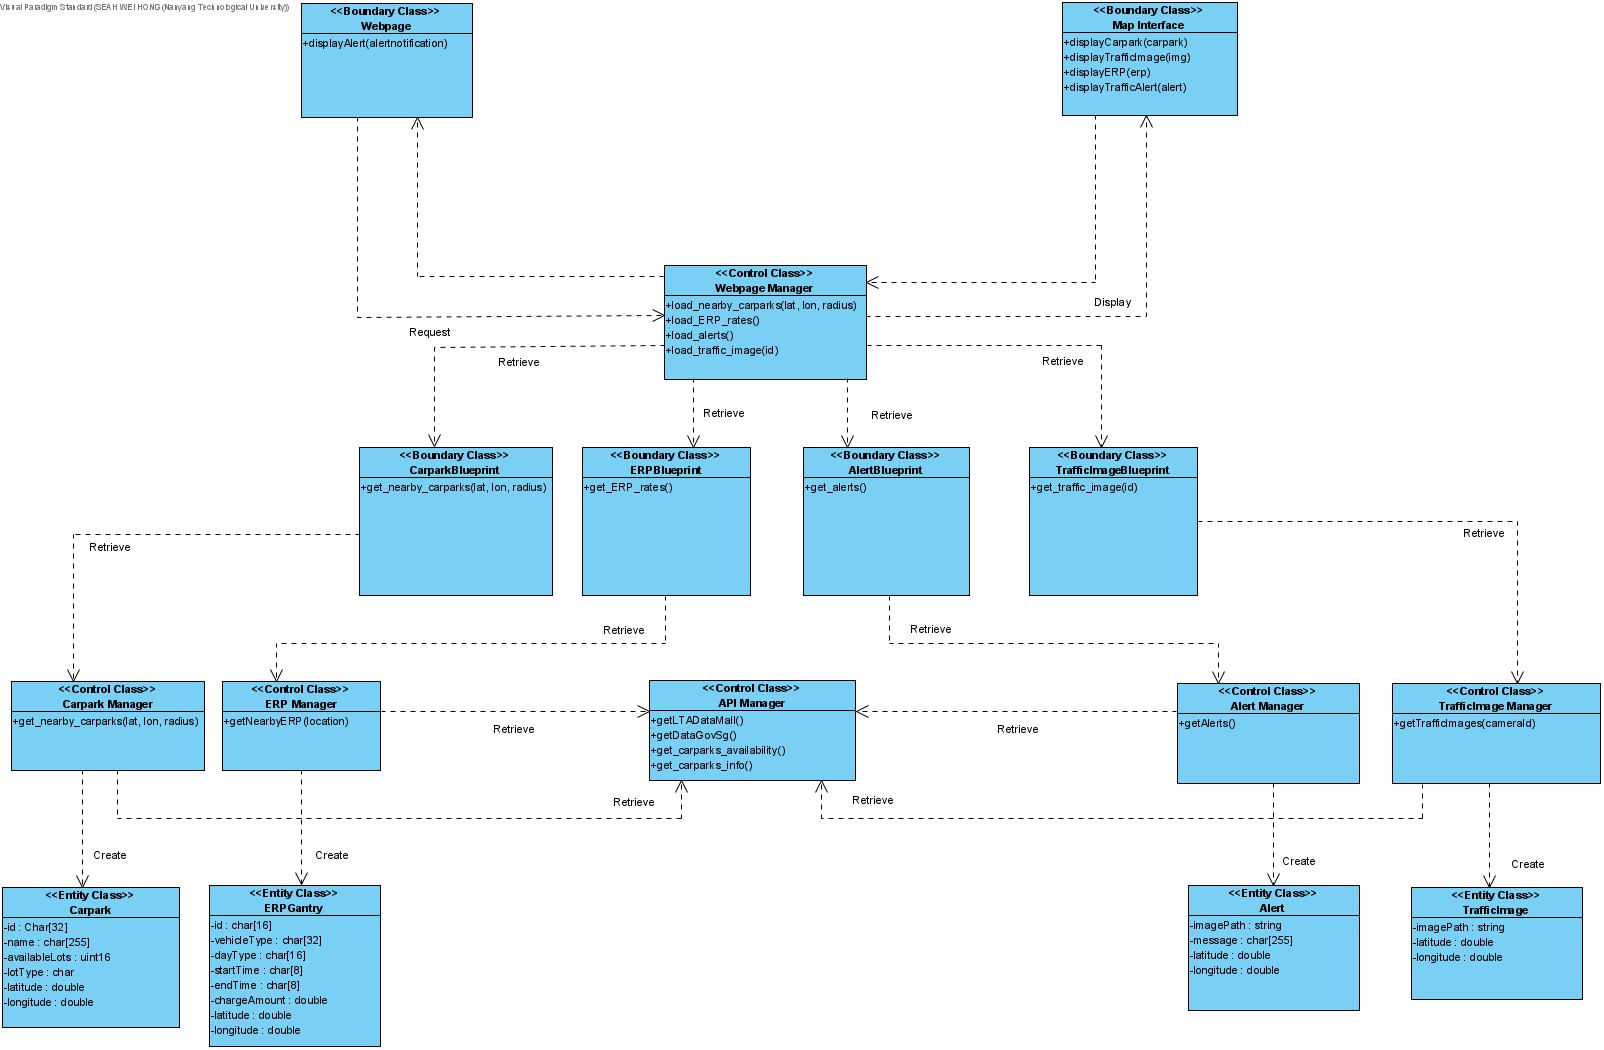 Visual Paradigm Standard (SEAH WEI HONG (Nanyang Technological University))
<<Boundary Class>>
Webpage
+displayAlert(alertnotification)
<<Boundary Class>>
Map Interface
+displayCarpark(carpark)
+displayTrafficImage(img)
+displayERP(erp)
+displayTrafficAlert(alert)
<<Control Class>>
Webpage Manager
+load_nearby_carparks(lat, lon, radius)
+load_ERP_rates()
+load_alerts()
+load_traffic_image(id)
Display
Request
Retrieve
Retrieve
Retrieve
Retrieve
<<Boundary Class>>
CarparkBlueprint
+get_nearby_carparks(lat, lon, radius)
<<Boundary Class>>
ERPBlueprint
+get_ERP_rates()
<<Boundary Class>>
AlertBlueprint
+get_alerts()
<<Boundary Class>>
TrafficImageBlueprint
+get_traffic_image(id)
Retrieve
Retrieve
Retrieve
Retrieve
<<Control Class>>
Carpark Manager
+get_nearby_carparks(lat, lon, radius)
<<Control Class>>
ERP Manager
+getNearbyERP(location)
<<Control Class>>
API Manager
+getLTADataMall()
+getDataGovSg()
+get_carparks_availability()
+get_carparks_info()
<<Control Class>>
Alert Manager
+getAlerts()
<<Control Class>>
TrafficImage Manager
+getTrafficImages(cameraId)
Retrieve
Retrieve
Retrieve
Retrieve
Create
Create
Create
Create
<<Entity Class>>
Carpark
-id : Char[32]
-name : char[255]
-availableLots : uint16
-lotType : char
-latitude : double
-longitude : double
<<Entity Class>>
ERPGantry
-id : char[16]
-vehicleType : char[32]
-dayType : char[16]
-startTime : char[8]
-endTime : char[8]
-chargeAmount : double
-latitude : double
-longitude : double
<<Entity Class>>
Alert
-imagePath : string
-message : char[255]
-latitude : double
-longitude : double
<<Entity Class>>
TrafficImage
-imagePath : string
-latitude : double
-longitude : double